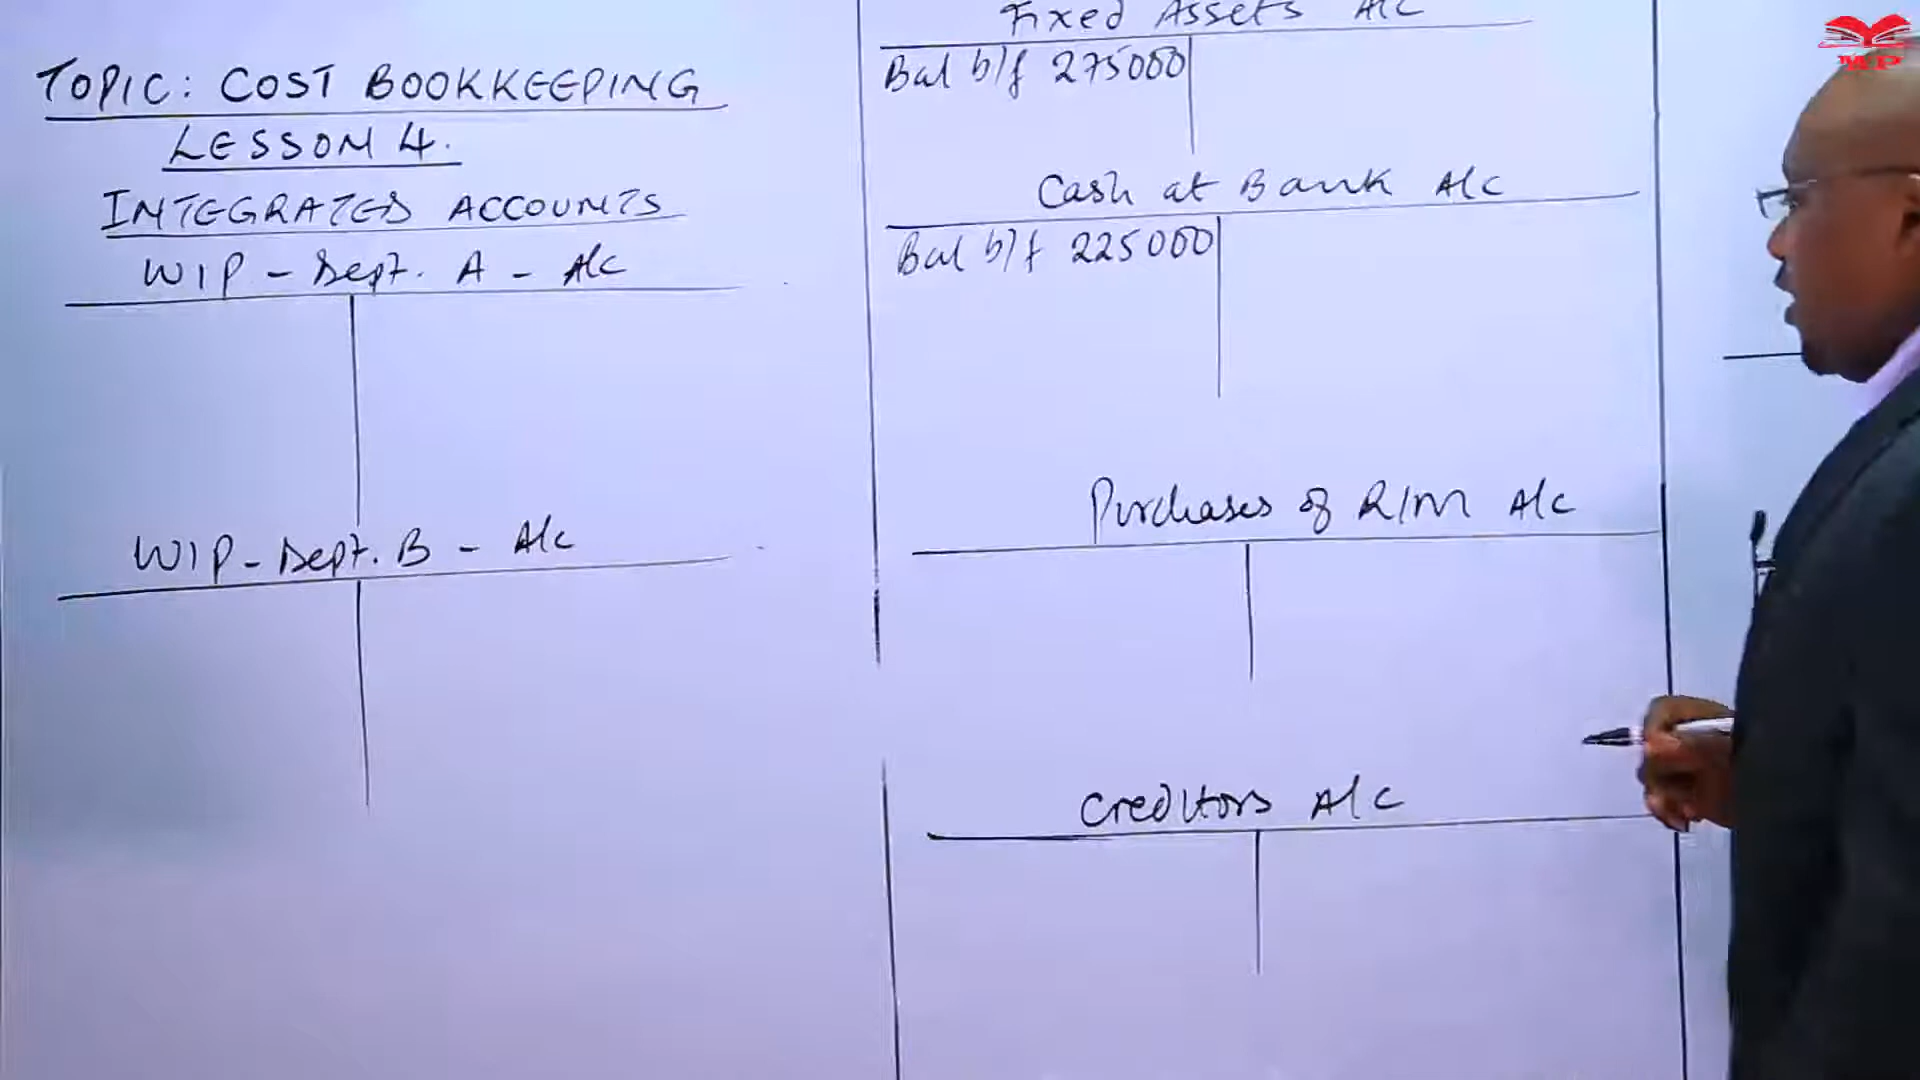 TOPIC: COST BOOKKEEPING
LESSON 4.
INTEGRATED ACCOUNTS
WIP - Dept. A - A/c
WIP - Dept. B - A/c
Fixed Assets A/c
Bal b/f 275000
Cash at Bank A/c
Bal b/f 225000
Purchases of R/M A/c
Creditors A/c